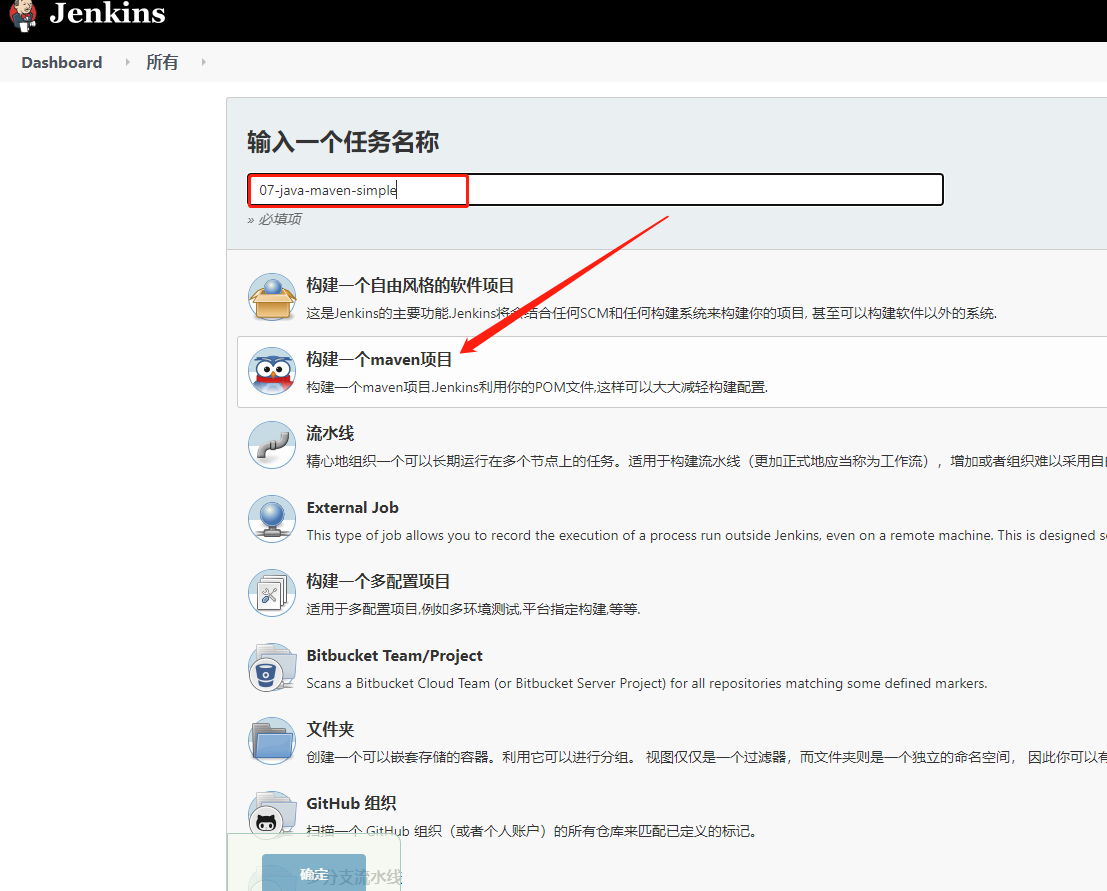 Jenkins
Dashboard 所有
输入一个任务名称
07-java-maven-simple
» 必填项
构建一个自由风格的软件项目
这是Jenkins的主要功能.Jenkins将会结合任何SCM和任何构建系统来构建你的项目, 甚至可以构建软件以外的系统.
构建一个maven项目
构建一个maven项目.Jenkins利用你的POM文件,这样可以大大减轻构建配置.
流水线
精心地组织一个可以长期运行在多个节点上的任务。适用于构建流水线（更加正式地应当称为工作流），增加或者组织难以采用自
External Job
This type of job allows you to record the execution of a process run outside Jenkins, even on a remote machine. This is designed s
构建一个多配置项目
适用于多配置项目,例如多环境测试,平台指定构建,等等.
Bitbucket Team/Project
Scans a Bitbucket Cloud Team (or Bitbucket Server Project) for all repositories matching some defined markers.
文件夹
创建一个可以嵌套存储的容器。利用它可以进行分组。 视图仅仅是一个过滤器，而文件夹则是一个独立的命名空间， 因此你可以有
GitHub 组织
扫描一个 GitHub 组织（或者个人账户）的所有仓库来匹配已定义的标记。
确定
多分支流水线